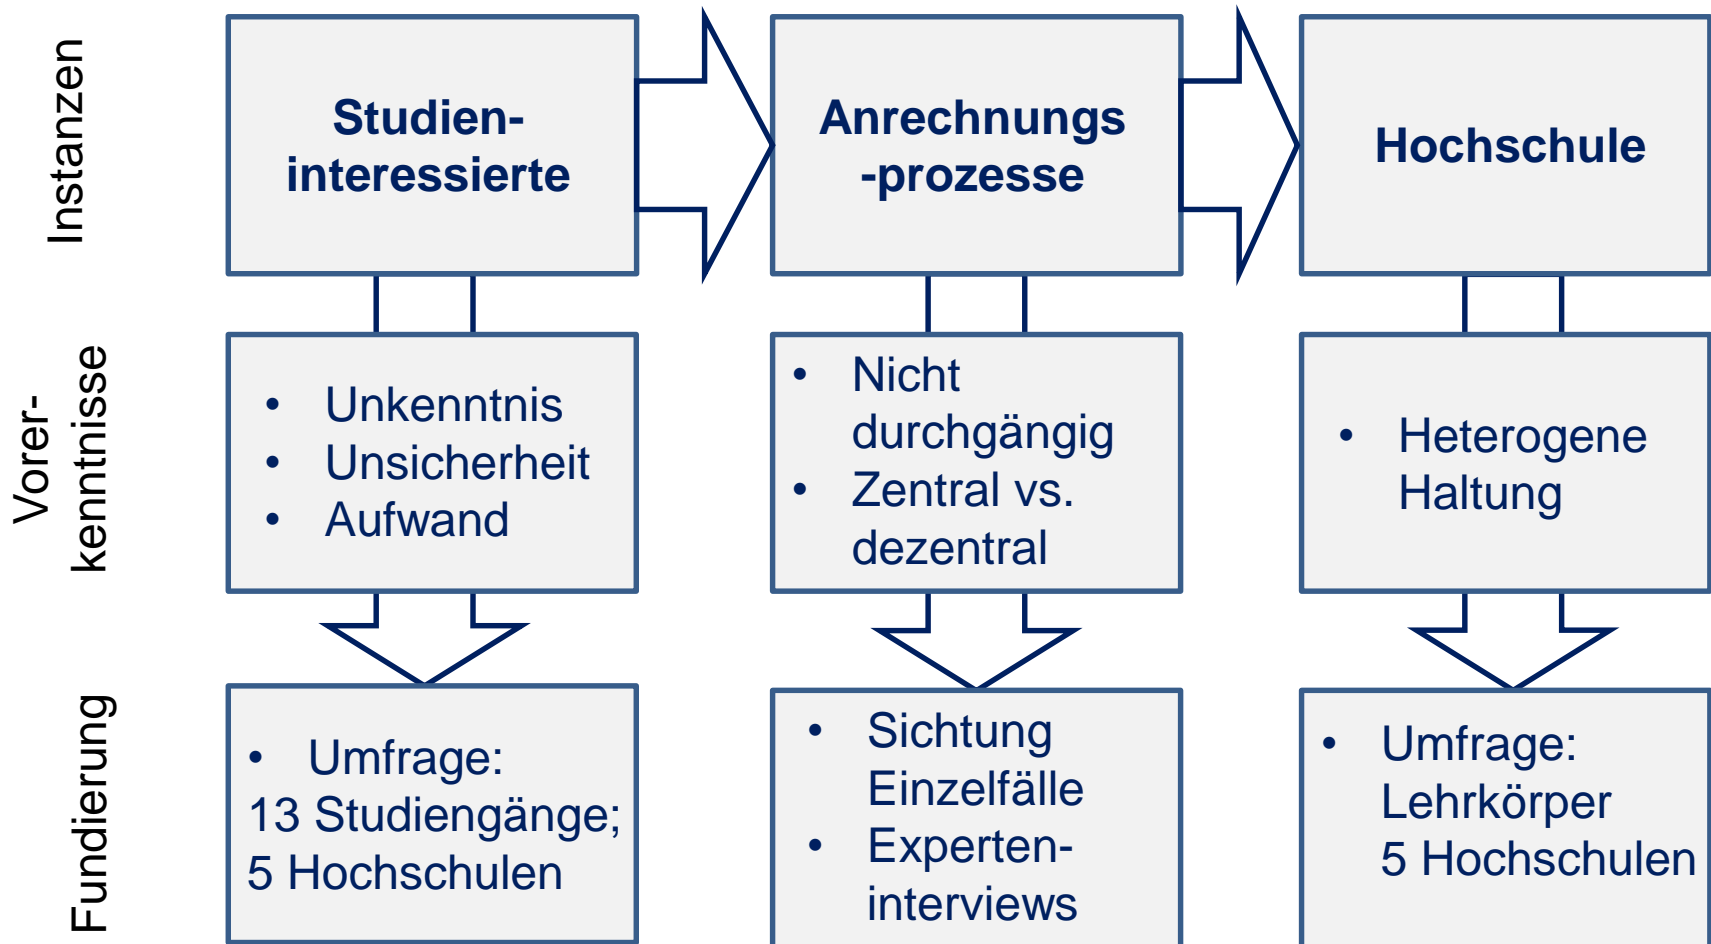 Instanzen
Studien-
interessierte
Anrechnungs
-prozesse
Hochschule
Vorer-
kenntnisse
• Unkenntnis
• Unsicherheit
• Aufwand
• Nicht
durchgängig
• Zentral vs.
dezentral
• Heterogene
Haltung
Fundierung
• Umfrage:
13 Studiengänge;
5 Hochschulen
• Sichtung
Einzelfälle
• Experten-
interviews
• Umfrage:
Lehrkörper
5 Hochschulen